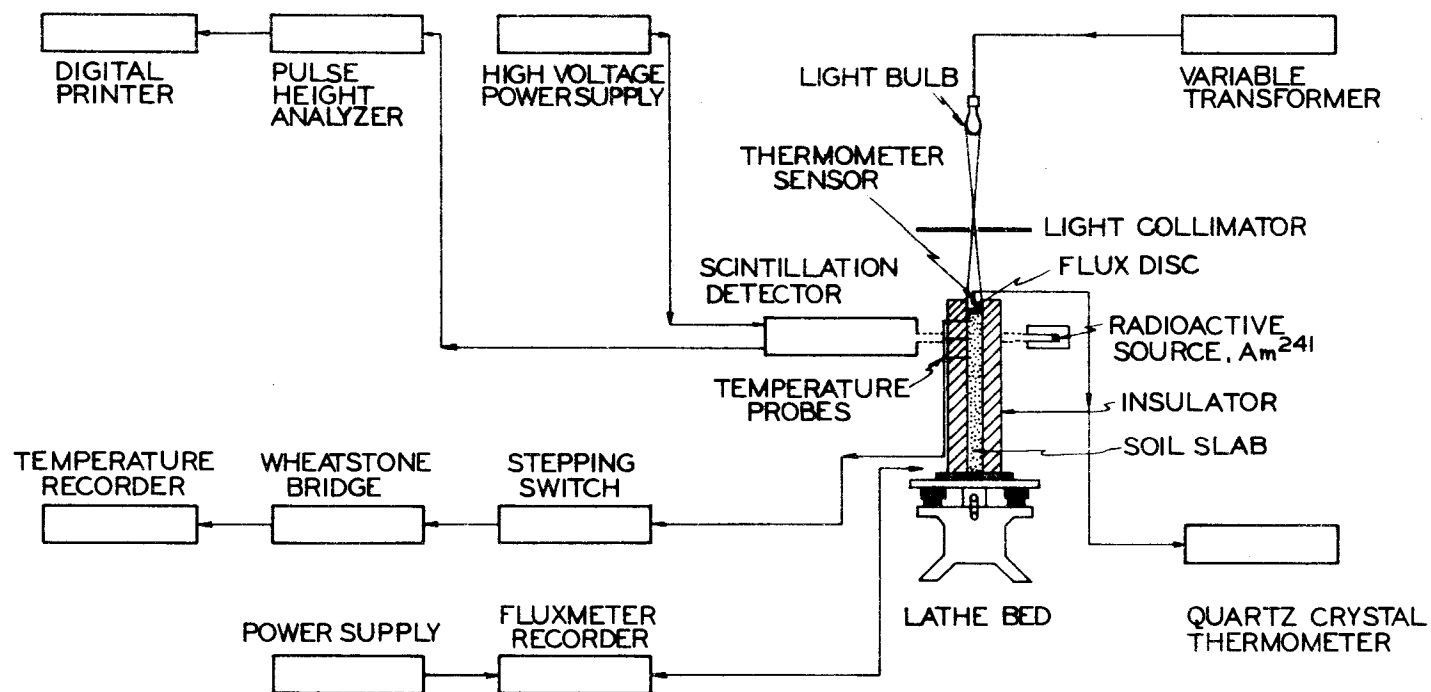 DIGITAL
PRINTER
PULSE
HEIGHT
ANALYZER
HIGH VOLTAGE
POWER SUPPLY
LIGHT BULB
VARIABLE
TRANSFORMER
THERMOMETER
SENSOR
LIGHT COLLIMATOR
FLUX DISC
SCINTILLATION
DETECTOR
RADIOACTIVE
SOURCE, Am241
TEMPERATURE
PROBES
INSULATOR
SOIL SLAB
TEMPERATURE
RECORDER
WHEATSTONE
BRIDGE
STEPPING
SWITCH
LATHE BED
QUARTZ CRYSTAL
THERMOMETER
POWER SUPPLY
FLUXMETER
RECORDER